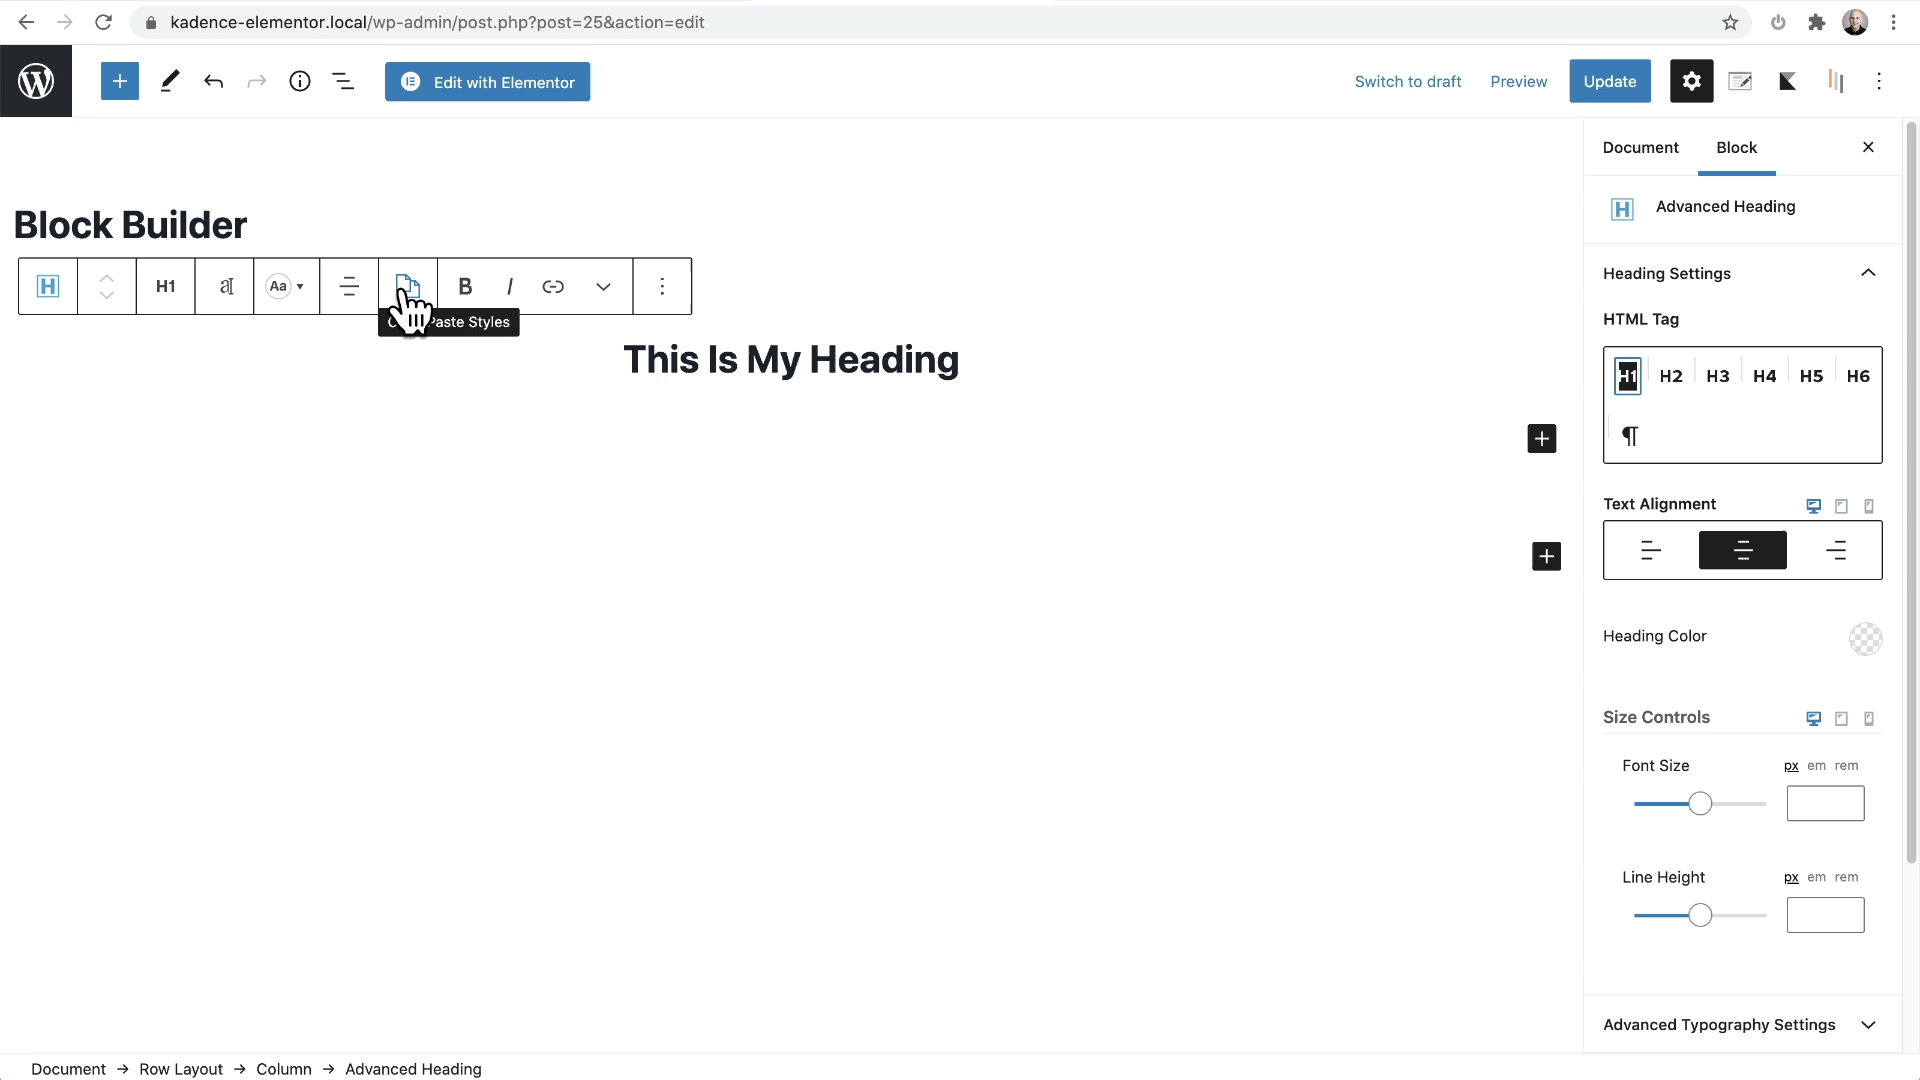 kadence-elementor.local/wp-admin/post.php?post=25&action=edit
Edit with Elementor
Switch to draft
Preview
Update
Document
Block
Advanced Heading
Block Builder
H1
Aa
B
I
Paste Styles
This Is My Heading
Heading Settings
HTML Tag
H1 H2 H3 H4 H5 H6
¶
Text Alignment
Heading Color
Size Controls
Font Size
px em rem
Line Height
px em rem
Advanced Typography Settings
Document → Row Layout → Column → Advanced Heading